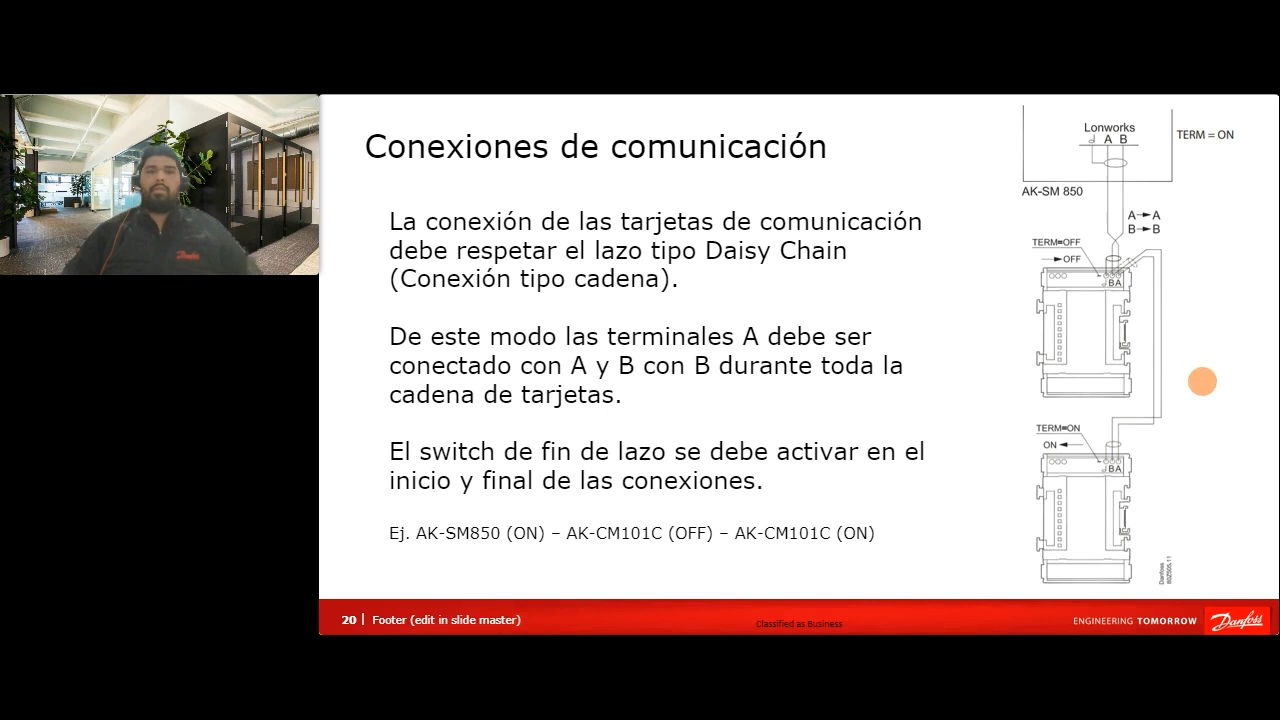 Conexiones de comunicación
La conexión de las tarjetas de comunicación
debe respetar el lazo tipo Daisy Chain
(Conexión tipo cadena).
De este modo las terminales A debe ser
conectado con A y B con B durante toda la
cadena de tarjetas.
El switch de fin de lazo se debe activar en el
inicio y final de las conexiones.
Ej. AK-SM850 (ON) – AK-CM101C (OFF) – AK-CM101C (ON)
Lonworks
A B
TERM = ON
AK-SM 850
A→A
B→B
TERM=OFF
→OFF
BA
TERM=ON
ON←
BA
Danfoss
20 | Footer (edit in slide master)
Classified as Business
ENGINEERING TOMORROW
Danfoss
Danfoss